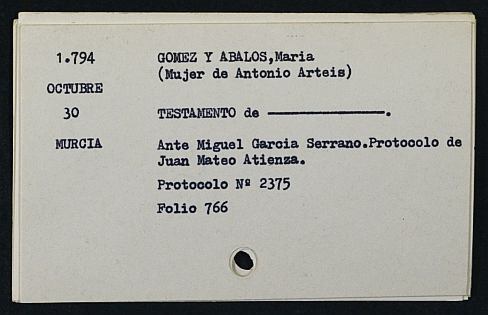 1.794 GOMEZ Y ABALOS,Maria
(Mujer de Antonio Arteis)
OCTUBRE
30 TESTAMENTO de ——————————.
MURCIA Ante Miguel Garcia Serrano.Protocolo de
Juan Mateo Atienza.
Protocolo Nº 2375
Folio 766